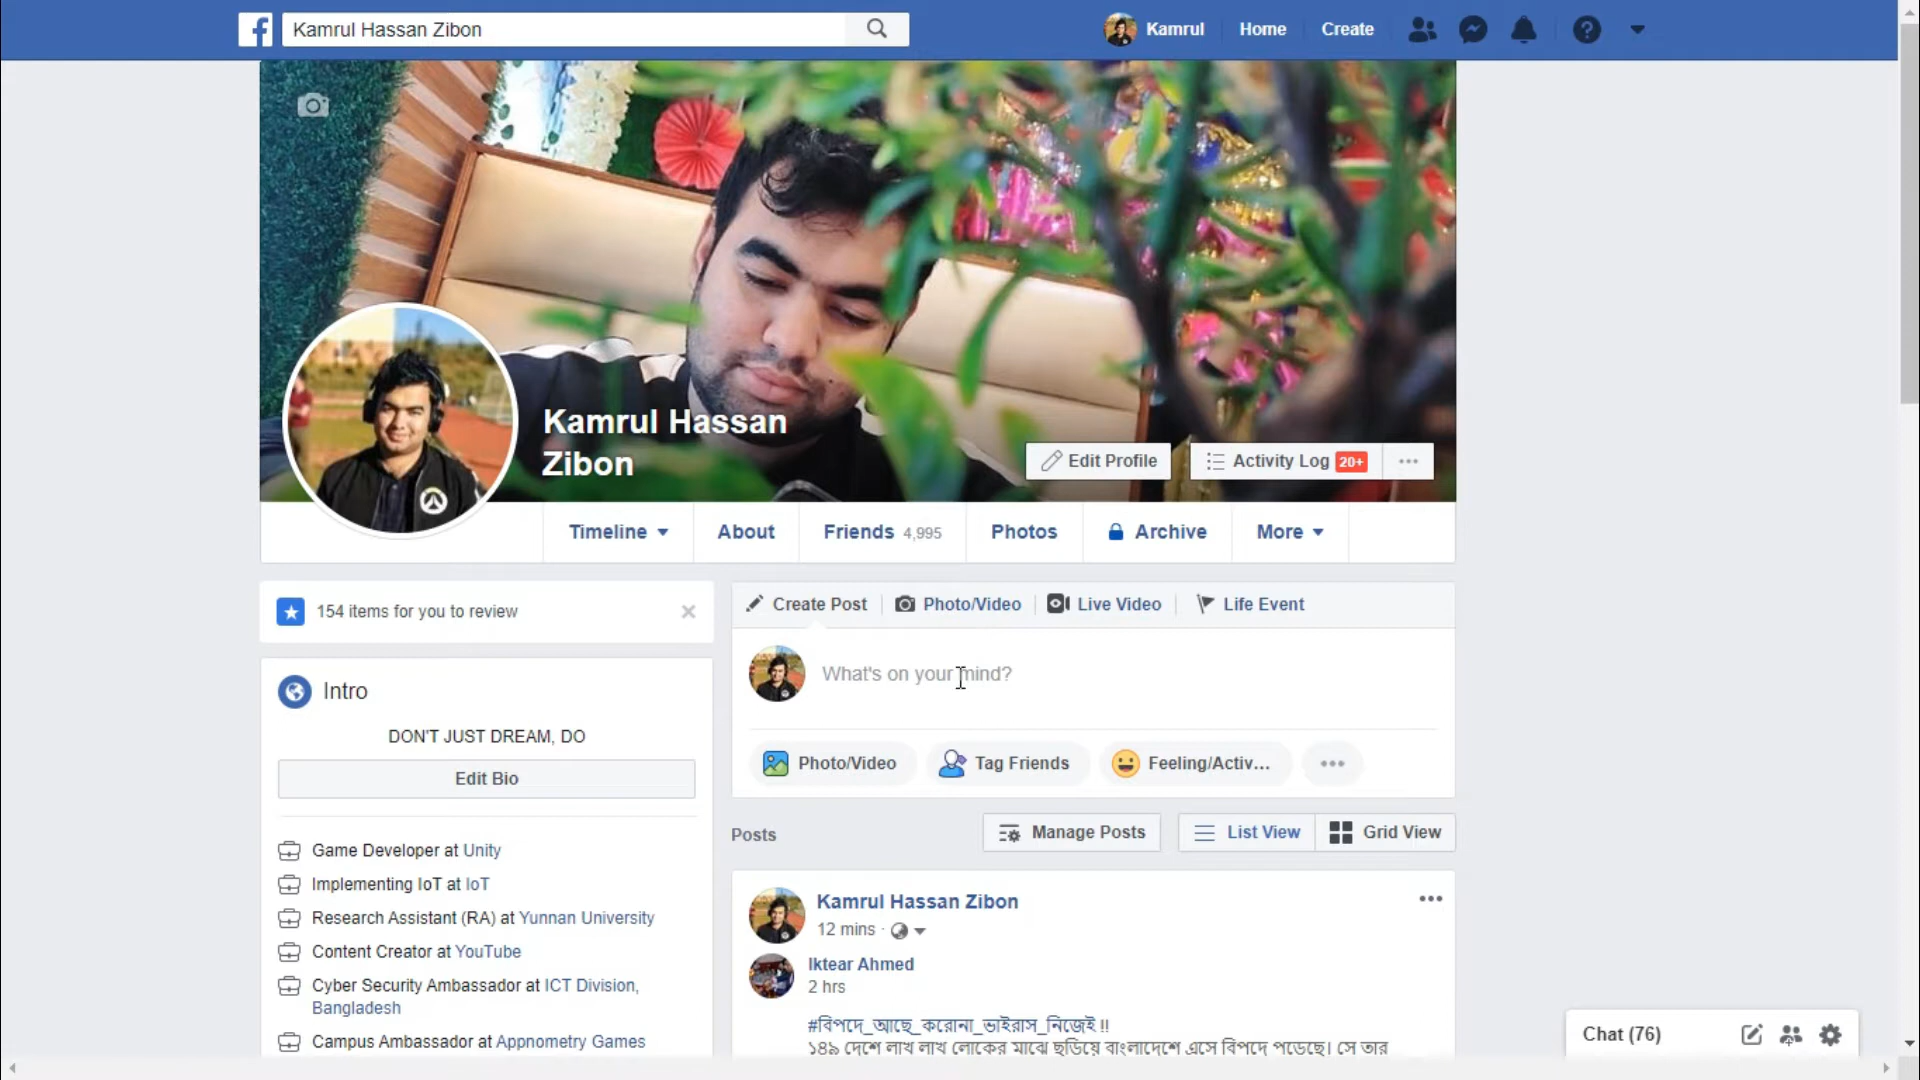 Kamrul Hassan Zibon
Kamrul
Home
Create
Kamrul Hassan
Zibon
Edit Profile
Activity Log 20+
Timeline
About
Friends 4,995
Photos
Archive
More
154 items for you to review
Create Post
Photo/Video
Live Video
Life Event
What's on your mind?
Intro
DON'T JUST DREAM, DO
Edit Bio
Photo/Video
Tag Friends
Feeling/Activ...
Posts
Manage Posts
List View
Grid View
Game Developer at Unity
Implementing IoT at IoT
Research Assistant (RA) at Yunnan University
Content Creator at YouTube
Cyber Security Ambassador at ICT Division,
Bangladesh
Campus Ambassador at Appnometry Games
Kamrul Hassan Zibon
12 mins ·
Iktear Ahmed
2 hrs
#বিপদে_আছে_করোনা_ভাইরাস_নিজেই !!
১৪৯ দেশে লাখ লাখ লোকের মাঝে ছড়িয়ে বাংলাদেশে এসে বিপদে পড়েছে। সে তার
Chat (76)